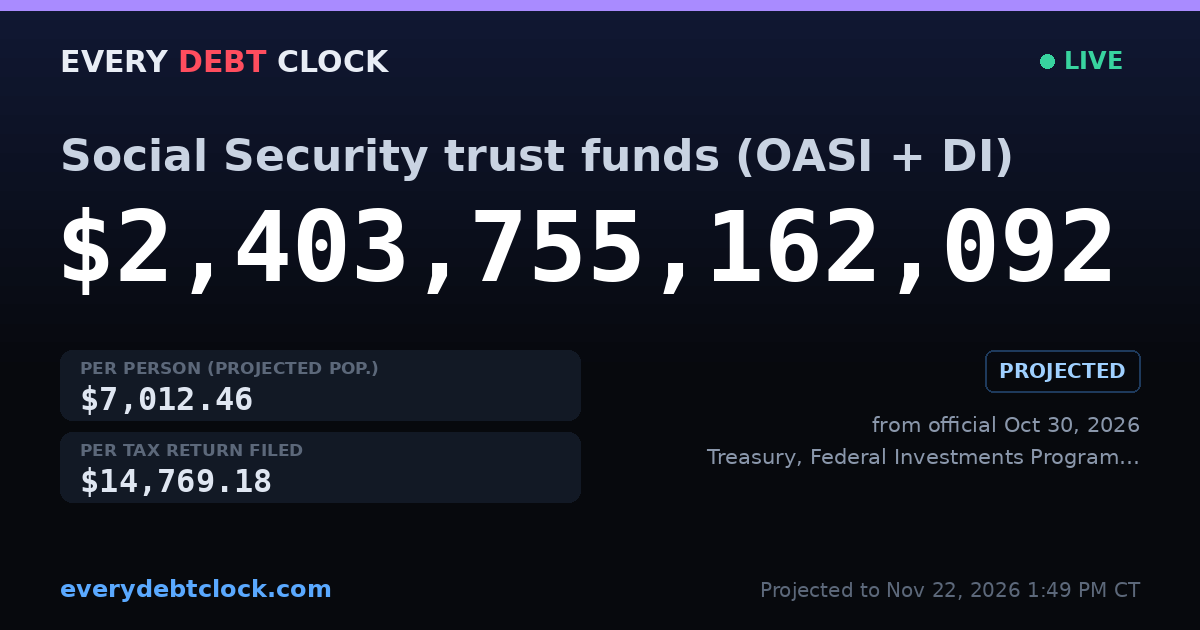 EVERY DEBT CLOCK
LIVE
Social Security trust funds (OASI + DI)
$2,403,755,162,092
PER PERSON (PROJECTED POP.)
$7,012.46
PER TAX RETURN FILED
$14,769.18
PROJECTED
from official Oct 30, 2026
Treasury, Federal Investments Program…
everydebtclock.com
Projected to Nov 22, 2026 1:49 PM CT